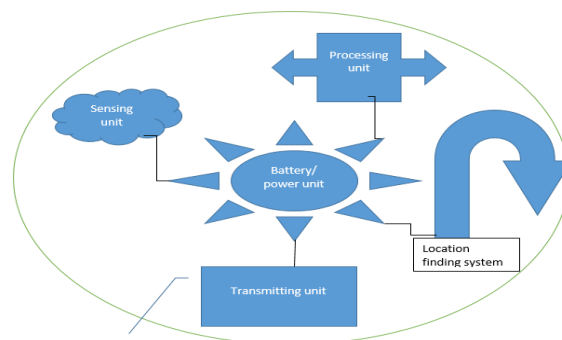 Processing
unit
Sensing
unit
Battery/
power unit
Location
finding system
Transmitting unit